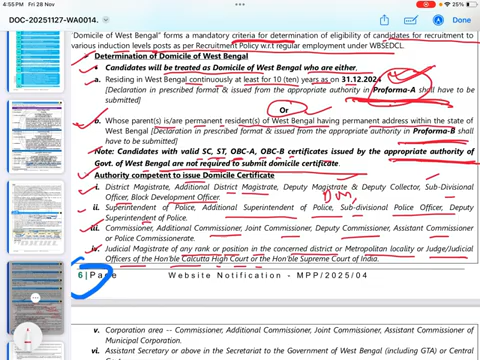 4:55 PM Fri 28 Nov
25%
DOC-20251127-WA0014.
"Domicile of West Bengal" forms a mandatory criteria for determination of eligibility of candidates for recruitment to
various induction levels posts as per Recruitment Policy w.r.t regular employment under WBSEDCL.
Determination of Domicile of West Bengal
Candidates will be treated as Domicile of West Bengal who are either.
a. Residing in West Bengal continuously at least for 10 (ten) years as on 31.12.2024
[Declaration in prescribed format & issued from the appropriate authority in Proforma-A shall have to be
submitted]
Or
b. Whose parent(s) is/are permanent resident(s) of West Bengal having permanent address within the state of
West Bengal [Declaration in prescribed format & issued from the appropriate authority in Proforma-B shall
have to be submitted]
Note: Candidates with valid SC, ST, OBC-A, OBC-B certificates issued by the appropriate authority of
Govt. of West Bengal are not required to submit domicile certificate.
Authority competent to issue Domicile Certificate
i. District Magistrate, Additional District Magistrate, Deputy Magistrate & Deputy Collector, Sub-Divisional
Officer, Block Development Officer.
ii. Superintendent of Police, Additional Superintendent of Police, Sub-divisional Police Officer, Deputy
Superintendent of Police.
iii. Commissioner, Additional Commissioner, Joint Commissioner, Deputy Commissioner, Assistant Commissioner
or Police Commissionerate.
iv. Judicial Magistrate of any rank or position in the concerned district or Metropolitan locality or Judge/Judicial
Officers of the Hon'ble Calcutta High Court or the Hon'ble Supreme Court of India.
6 | Page Website Notification - MPP/2025/04
v. Corporation area -- Commissioner, Additional Commissioner, Joint Commissioner, Assistant Commissioner of
Municipal Corporation.
vi. Assistant Secretary or above in the Secretariat to the Government of West Bengal (including GTA) or Central